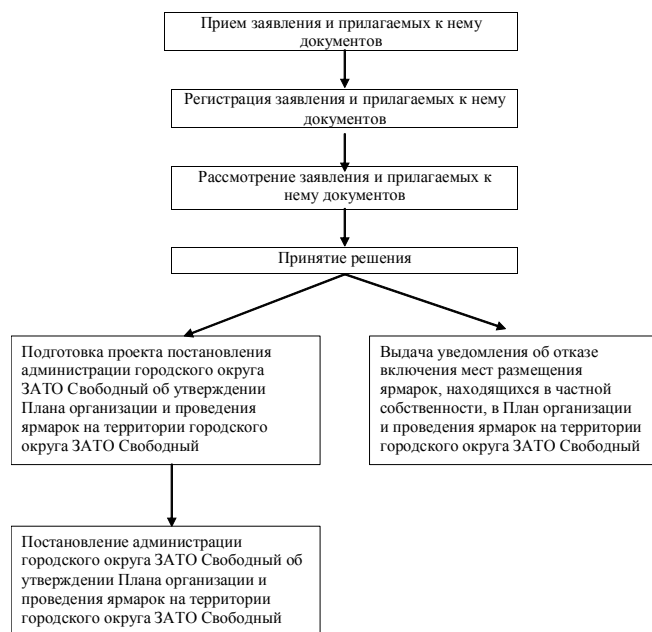 Прием заявления и прилагаемых к нему
документов
Регистрация заявления и прилагаемых к нему
документов
Рассмотрение заявления и прилагаемых к
нему документов
Принятие решения
Подготовка проекта постановления
администрации городского округа
ЗАТО Свободный об утверждении
Плана организации и проведения
ярмарок на территории городского
округа ЗАТО Свободный
Выдача уведомления об отказе
включения мест размещения
ярмарок, находящихся в частной
собственности, в План организации
и проведения ярмарок на территории
городского округа ЗАТО Свободный
Постановление администрации
городского округа ЗАТО Свободный об
утверждении Плана организации и
проведения ярмарок на территории
городского округа ЗАТО Свободный